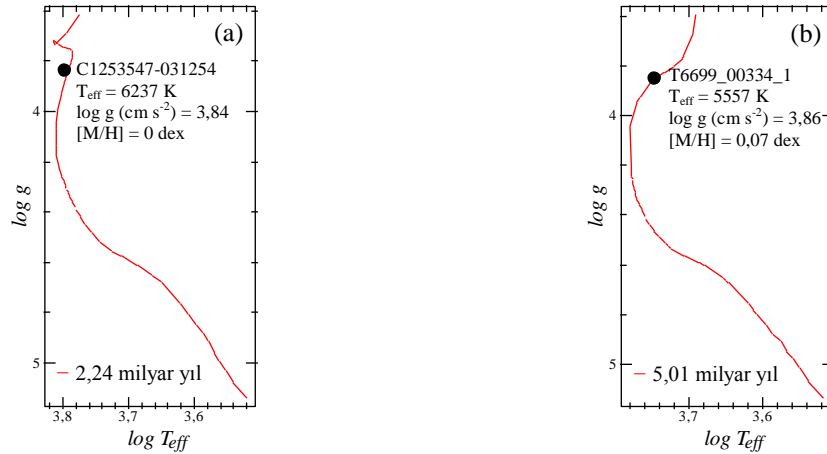 (a)
C1253547-031254
T_eff = 6237 K
log g (cm s⁻²) = 3,84
[M/H] = 0 dex
4
log g
5
2,24 milyar yıl
3,8 3,7 3,6
log T_eff
(b)
T6699_00334_1
T_eff = 5557 K
log g (cm s⁻²) = 3,86
[M/H] = 0,07 dex
4
log g
5
5,01 milyar yıl
3,7 3,6
log T_eff